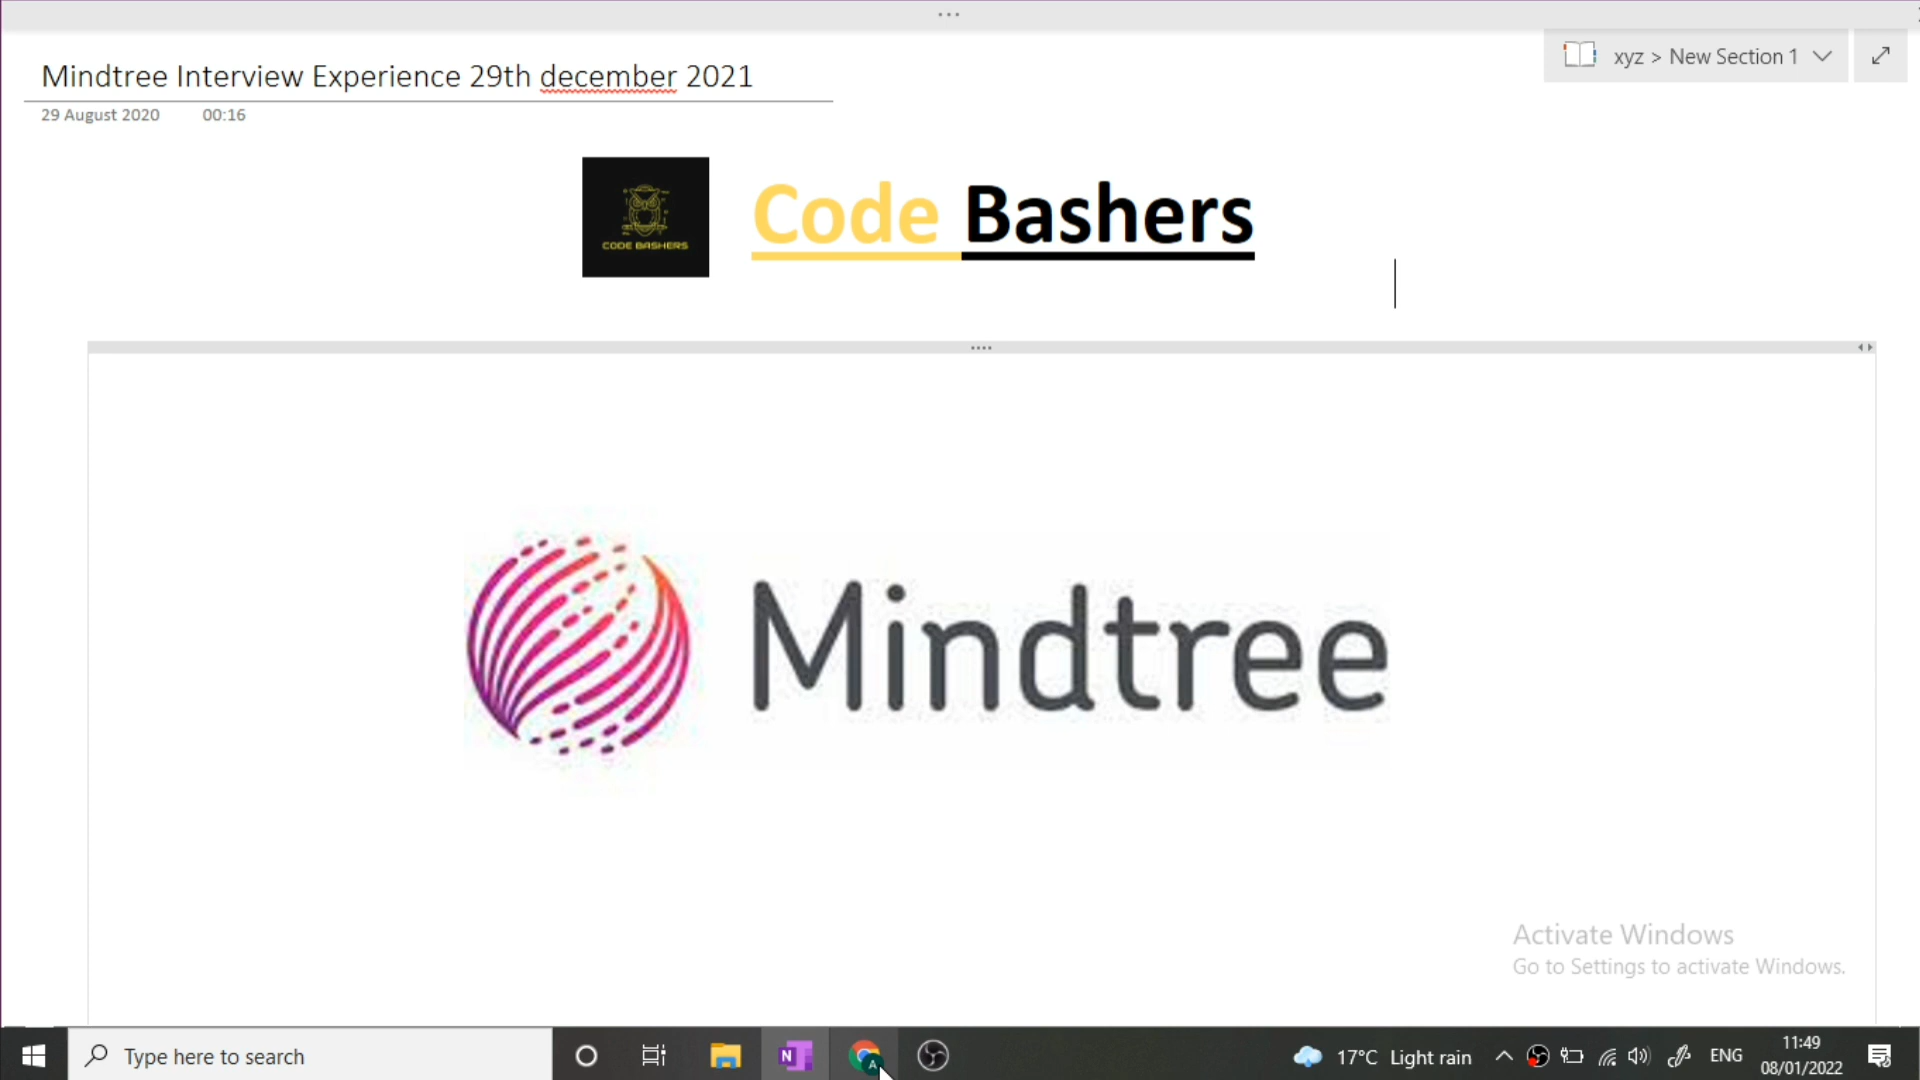 xyz > New Section 1
Mindtree Interview Experience 29th december 2021
29 August 2020 00:16
CODE BASHERS
Code Bashers
Mindtree
Activate Windows
Go to Settings to activate Windows.
Type here to search
N
A
17°C Light rain
ENG
11:49
08/01/2022